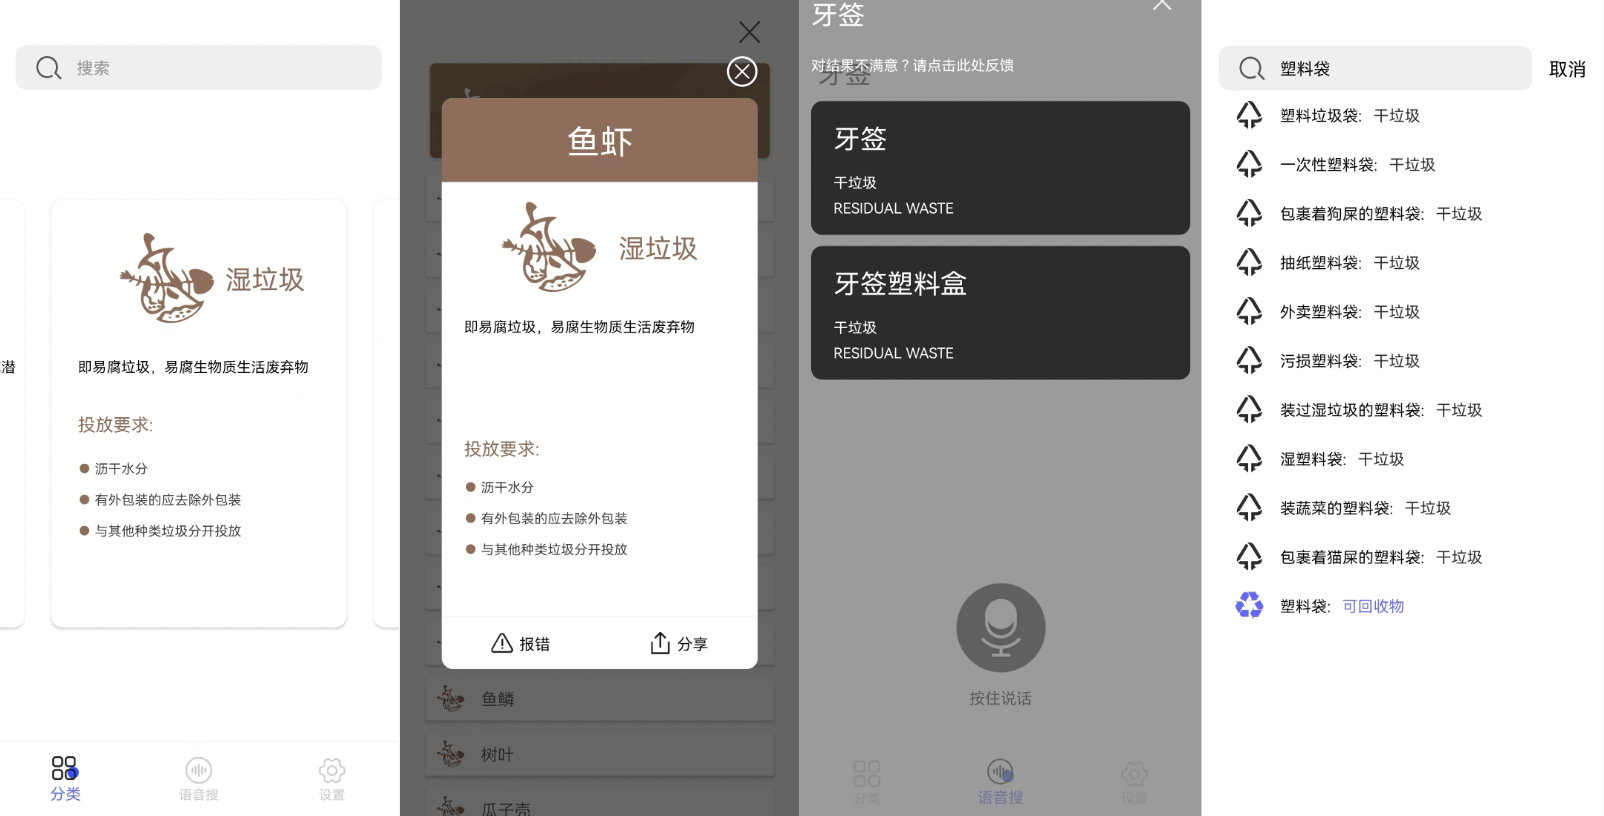 搜索
湿垃圾
潜
即易腐垃圾，易腐生物质生活废弃物
投放要求:
沥干水分
有外包装的应去除外包装
与其他种类垃圾分开投放
分类
语音搜
设置
鱼虾
湿垃圾
即易腐垃圾，易腐生物质生活废弃物
投放要求:
沥干水分
有外包装的应去除外包装
与其他种类垃圾分开投放
报错
分享
鱼鳞
树叶
瓜子壳
牙签
对结果不满意？请点击此处反馈
牙签
牙签
干垃圾
RESIDUAL WASTE
牙签塑料盒
干垃圾
RESIDUAL WASTE
按住说话
分类
语音搜
设置
塑料袋
取消
塑料垃圾袋: 干垃圾
一次性塑料袋: 干垃圾
包裹着狗屎的塑料袋: 干垃圾
抽纸塑料袋: 干垃圾
外卖塑料袋: 干垃圾
污损塑料袋: 干垃圾
装过湿垃圾的塑料袋: 干垃圾
湿塑料袋: 干垃圾
装蔬菜的塑料袋: 干垃圾
包裹着猫屎的塑料袋: 干垃圾
塑料袋: 可回收物